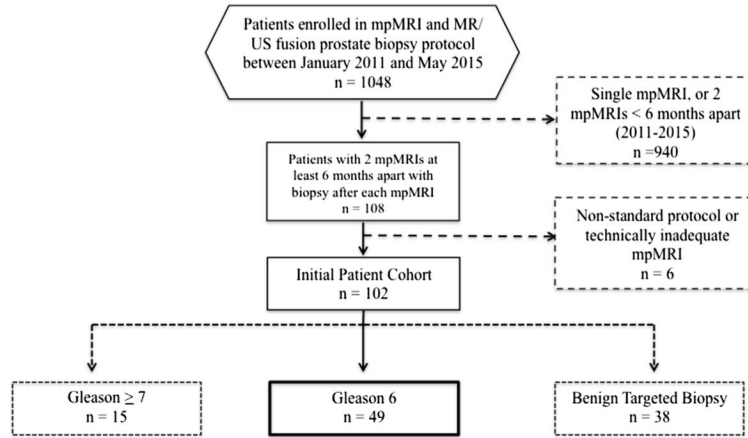 Patients enrolled in mpMRI and MR/
US fusion prostate biopsy protocol
between January 2011 and May 2015
n = 1048
Single mpMRI, or 2
mpMRIs < 6 months apart
(2011-2015)
n =940
Patients with 2 mpMRIs at
least 6 months apart with
biopsy after each mpMRI
n = 108
Non-standard protocol or
technically inadequate
mpMRI
n = 6
Initial Patient Cohort
n = 102
Gleason ≥ 7
n = 15
Gleason 6
n = 49
Benign Targeted Biopsy
n = 38